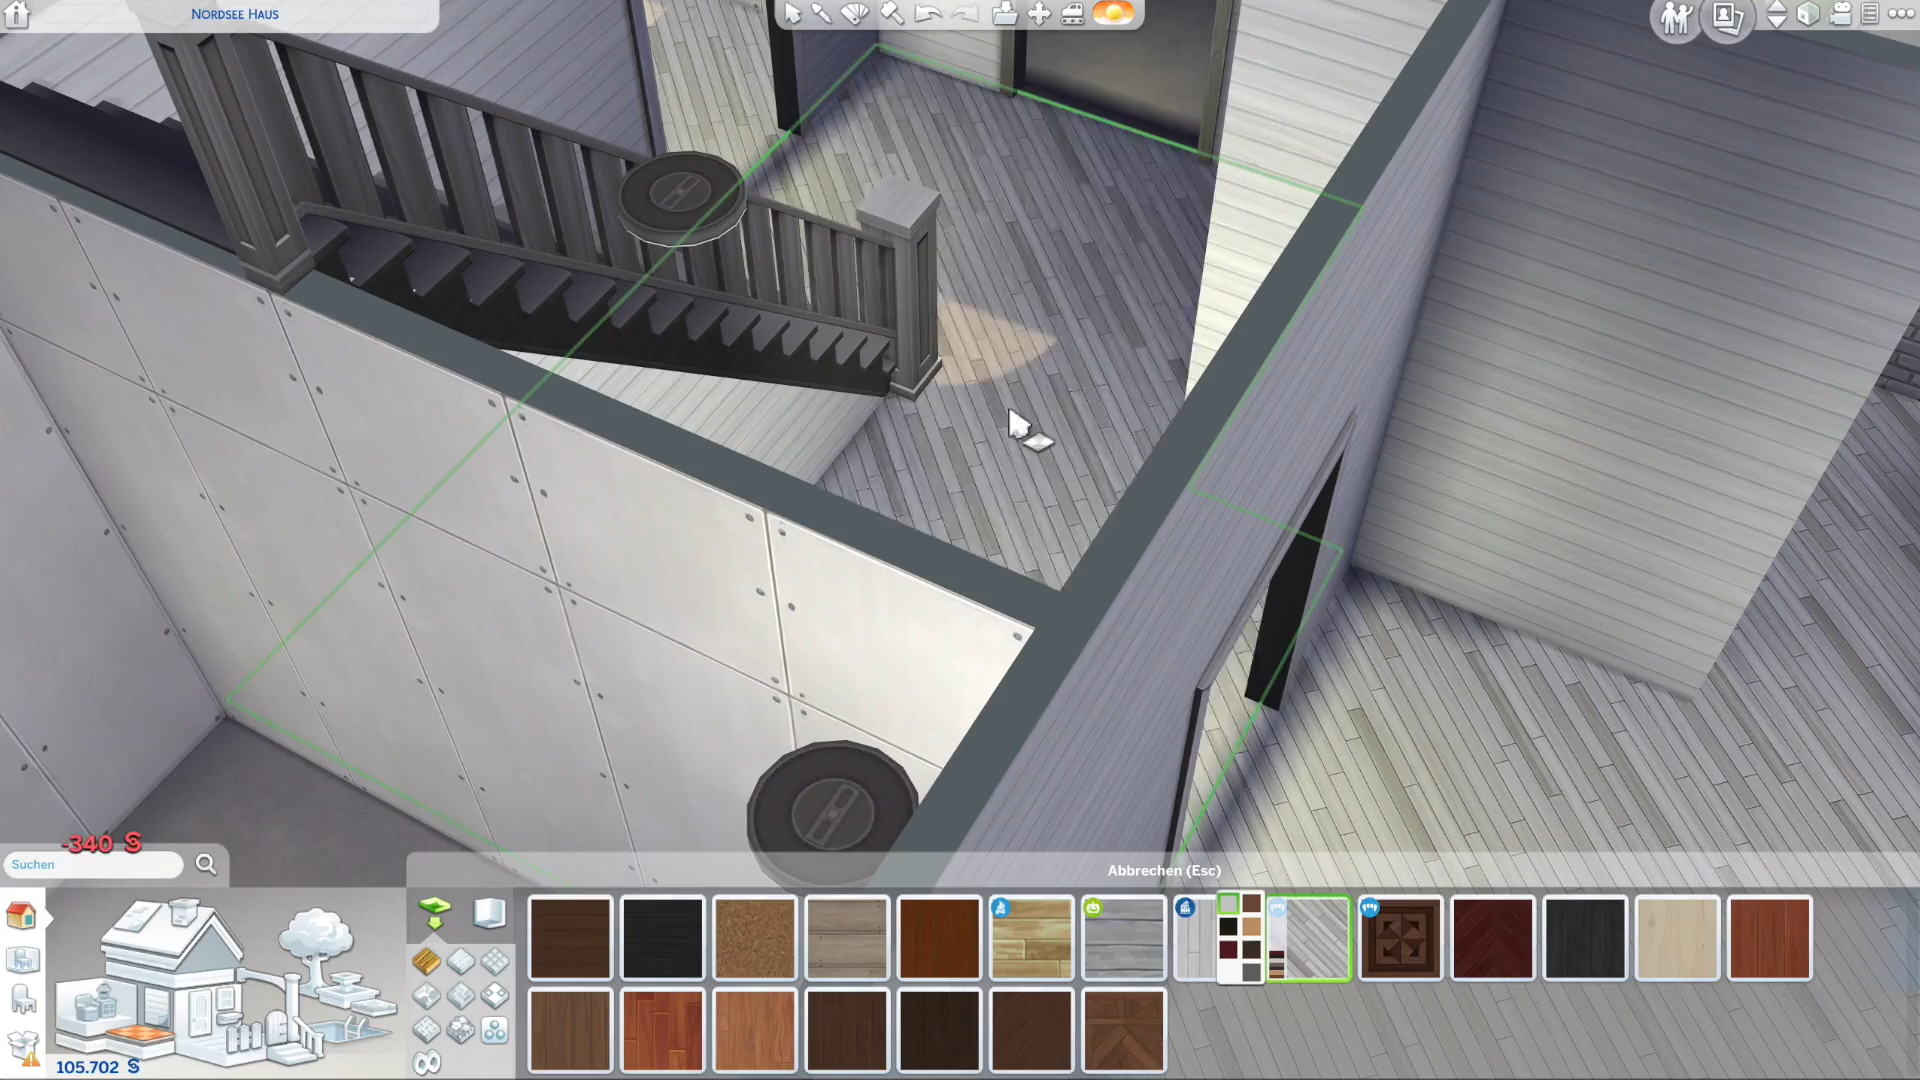 Nordsee Haus
-340 S
Suchen
Abbrechen (Esc)
105.702 S